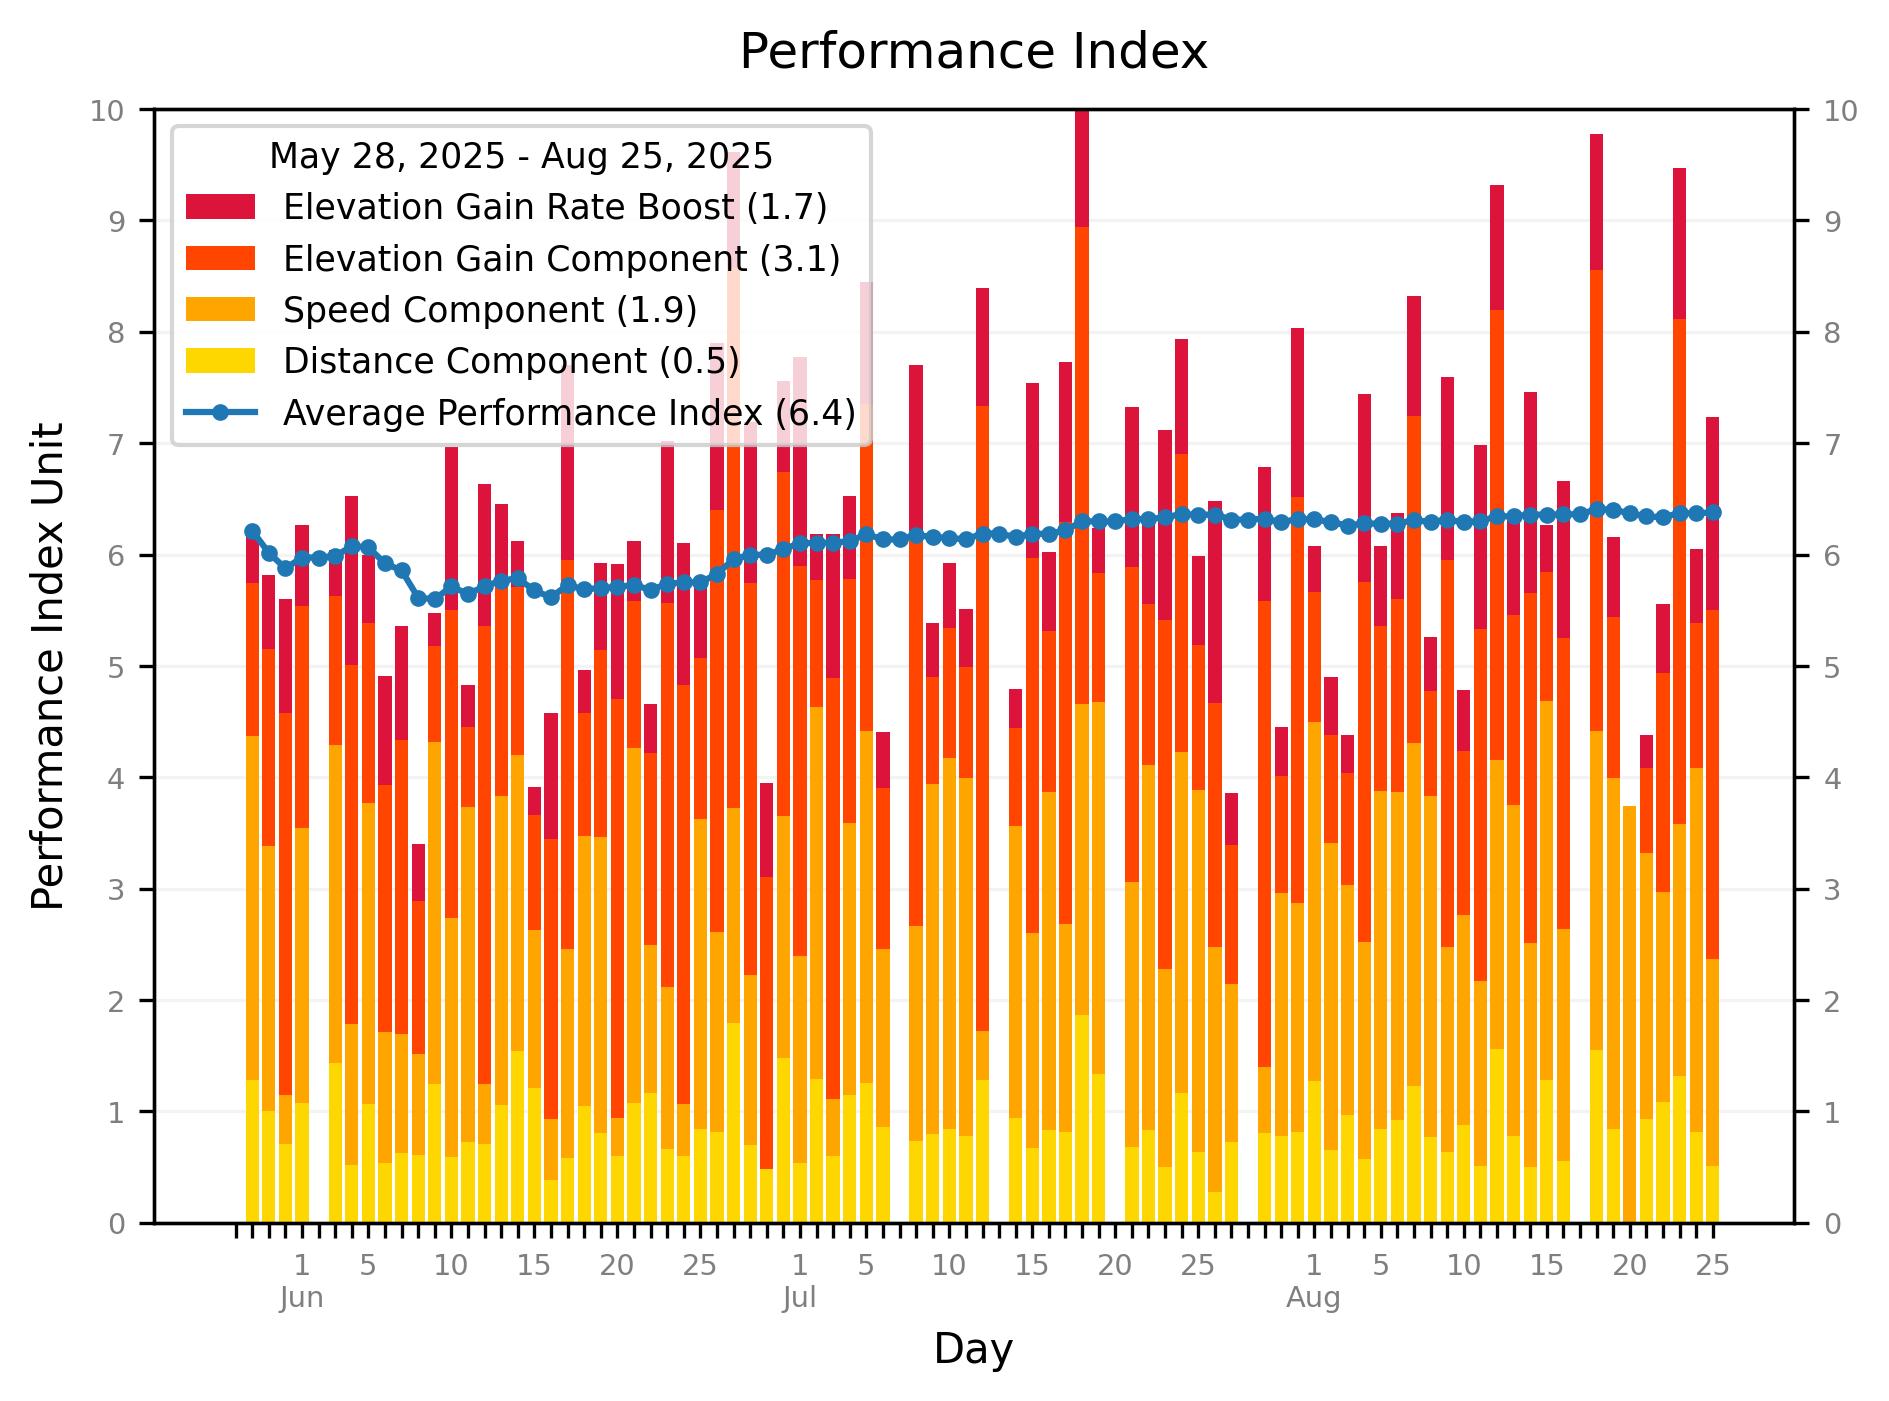 Performance Index
May 28, 2025 - Aug 25, 2025
Elevation Gain Rate Boost (1.7)
Elevation Gain Component (3.1)
Speed Component (1.9)
Distance Component (0.5)
Average Performance Index (6.4)
Performance Index Unit
10
9
8
7
6
5
4
3
2
1
0
10
9
8
7
6
5
4
3
2
1
0
1 5 10 15 20 25 1 5 10 15 20 25 1 5 10 15 20 25
Jun Jul Aug
Day